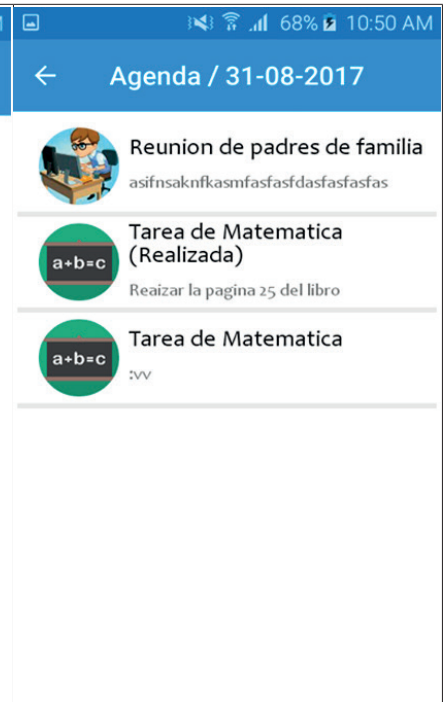 68% 10:50 AM
Agenda / 31-08-2017
Reunion de padres de familia
asifnsaknfkasmfasfasfdasfasfasfas
a+b=c
Tarea de Matematica
(Realizada)
Reaizar la pagina 25 del libro
a+b=c
Tarea de Matematica
:vv